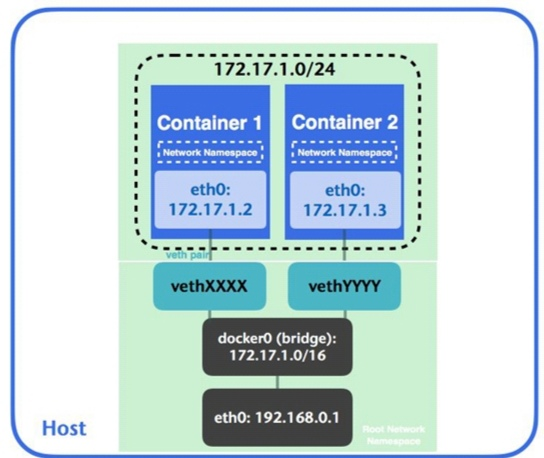 172.17.1.0/24
Container 1
Network Namespace
eth0:
172.17.1.2
Container 2
Network Namespace
eth0:
172.17.1.3
veth pair
vethXXXX
vethYYYY
docker0 (bridge):
172.17.1.0/16
eth0: 192.168.0.1
Host
Root Network
Namespace